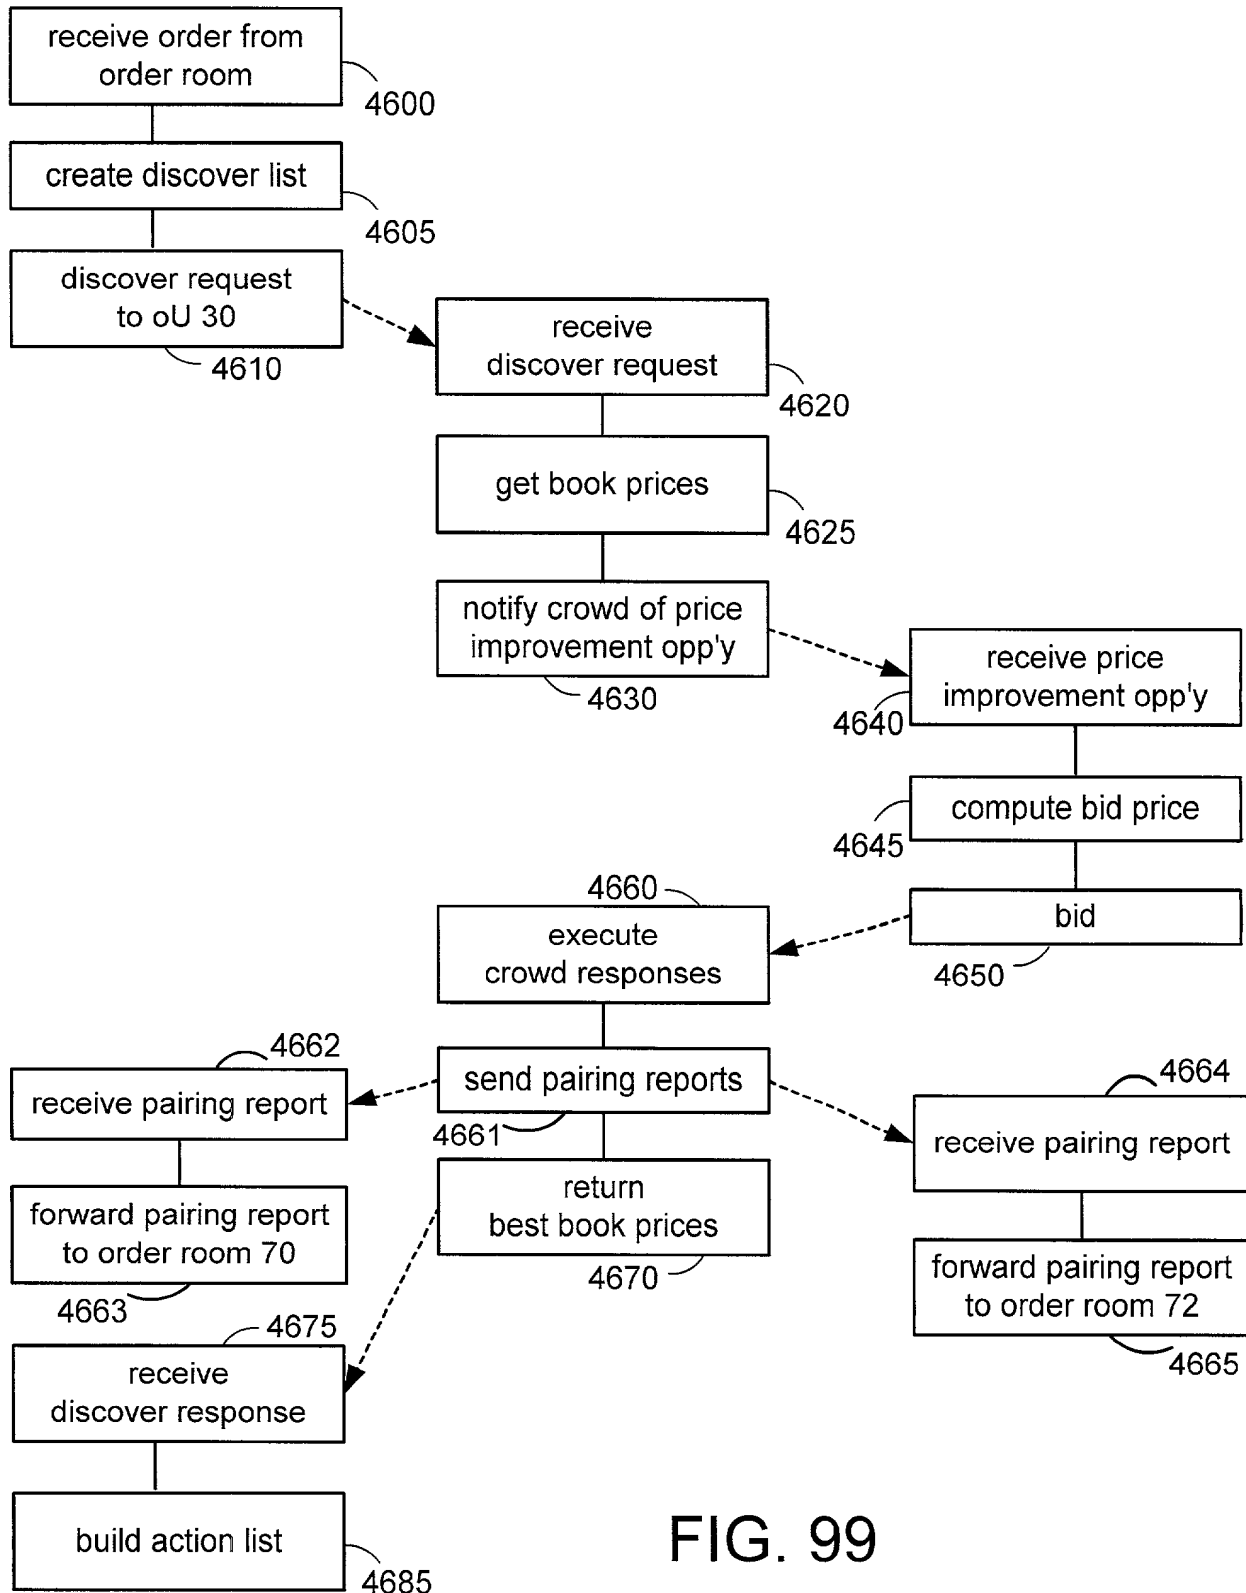 receive order from
order room
4600
create discover list
4605
discover request
to oU 30
4610
receive
discover request
4620
get book prices
4625
notify crowd of price
improvement opp'y
4630
receive price
improvement opp'y
4640
compute bid price
4645
bid
4650
4660
execute
crowd responses
send pairing reports
4661
4662
receive pairing report
forward pairing report
to order room 70
4663
4664
receive pairing report
forward pairing report
to order room 72
4665
return
best book prices
4670
4675
receive
discover response
build action list
4685
FIG. 99